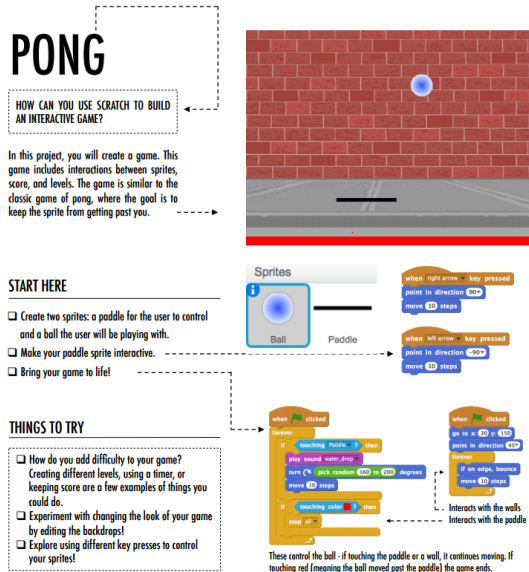 PONG
HOW CAN YOU USE SCRATCH TO BUILD
AN INTERACTIVE GAME?
In this project, you will create a game. This
game includes interactions between sprites,
score, and levels. The game is similar to the
classic game of pong, where the goal is to
keep the sprite from getting past you.
START HERE
Create two sprites: a paddle for the user to control
and a ball the user will be playing with.
Make your paddle sprite interactive.
Bring your game to life!
Sprites
Ball
Paddle
when right arrow key pressed
point in direction 90
move 10 steps
when left arrow key pressed
point in direction -90
move 10 steps
THINGS TO TRY
How do you add difficulty to your game?
Creating different levels, using a timer, or
keeping score are a few examples of things you
could do.
Experiment with changing the look of your game
by editing the backdrops!
Explore using different key presses to control
your sprites!
when clicked
forever
if touching Paddle ? then
play sound water_drop
turn pick random 160 to 200 degrees
move 10 steps
if touching color ? then
stop all
when clicked
go to x: 20 y: 150
point in direction 45
forever
if on edge, bounce
move 10 steps
Interacts with the walls
Interacts with the paddle
These control the ball - if touching the paddle or a wall, it continues moving. If
touching red (meaning the ball moved past the paddle) the game ends.